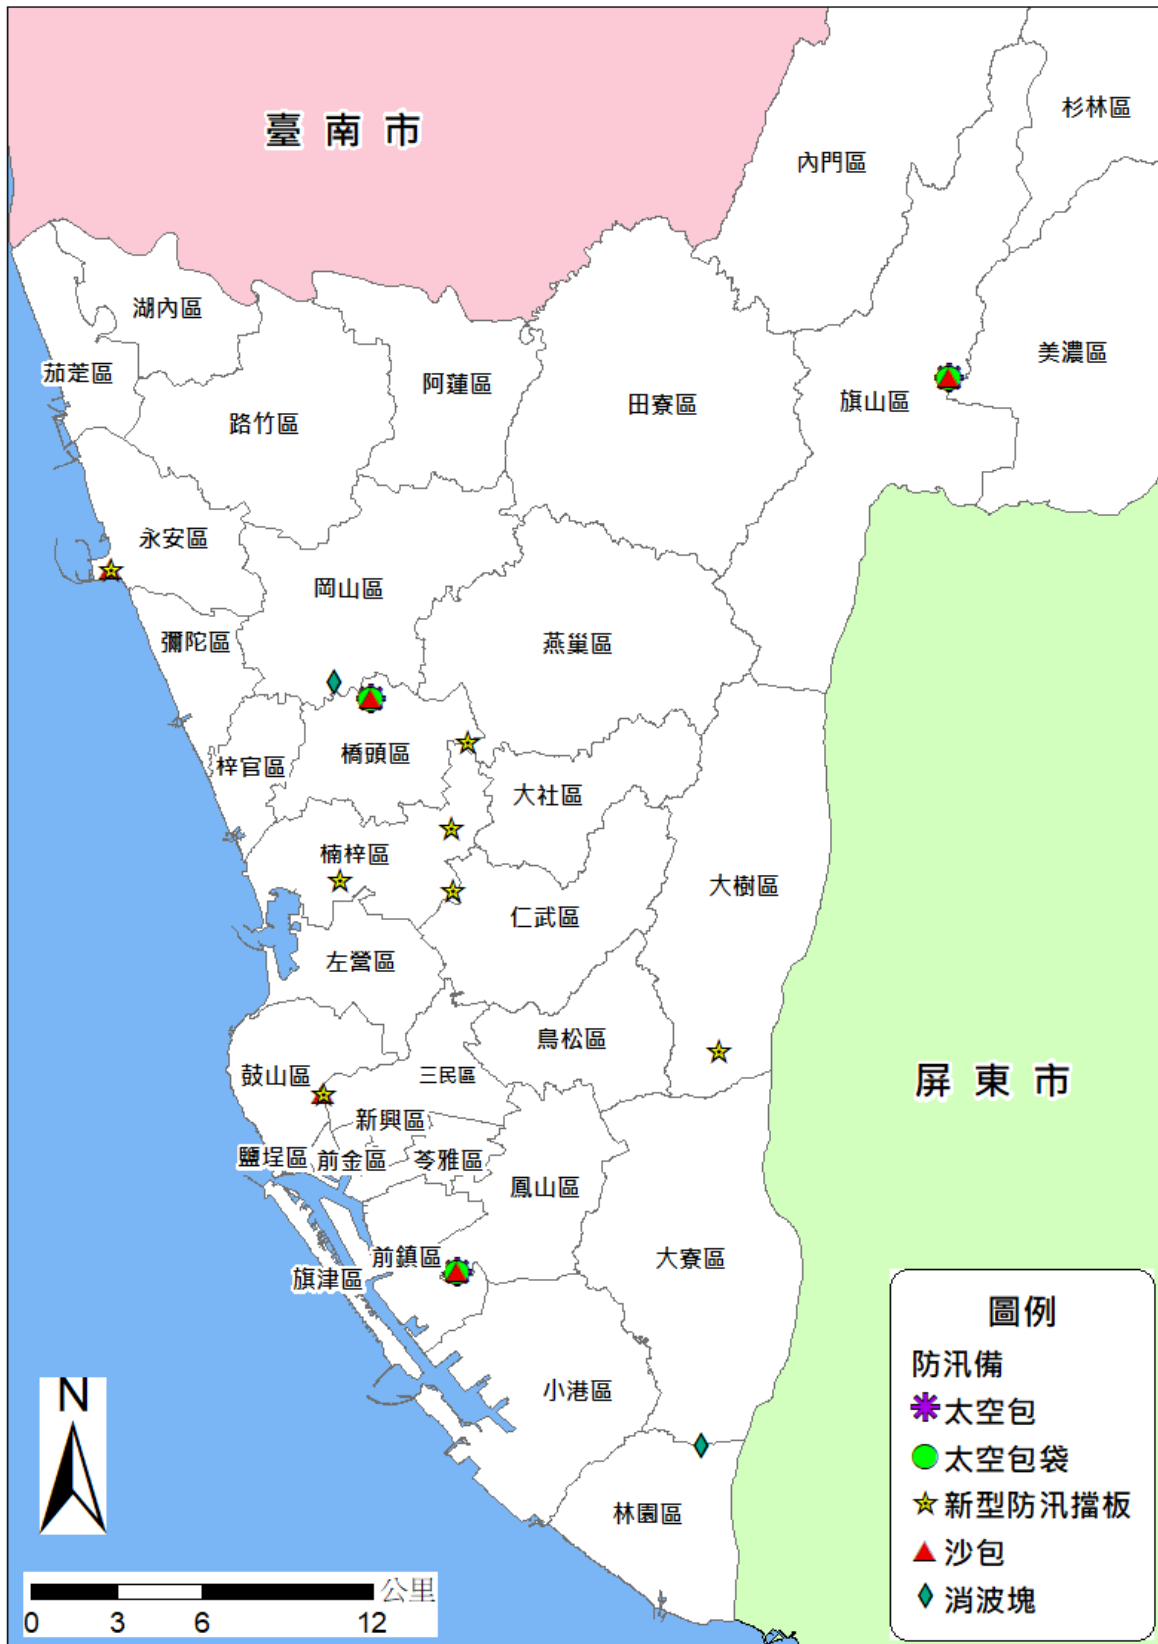 臺南市
杉林區
內門區
湖內區
美濃區
茄萣區
阿蓮區
旗山區
田寮區
路竹區
永安區
岡山區
彌陀區
燕巢區
橋頭區
梓官區
大社區
楠梓區
大樹區
仁武區
左營區
鳥松區
鼓山區
三民區
屏東市
新興區
鹽埕區
前金區
苓雅區
鳳山區
前鎮區
大寮區
旗津區
小港區
林園區
圖例
防汛備
太空包
太空包袋
新型防汛擋板
沙包
消波塊
N
公里
0 3 6 12